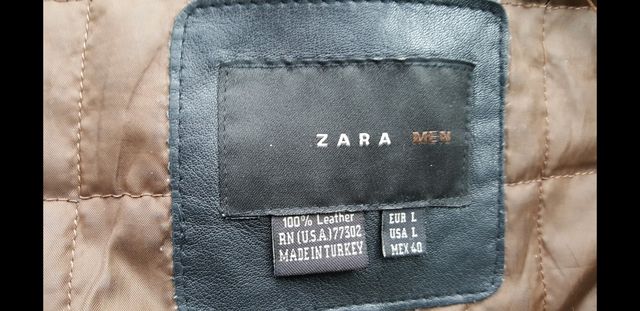 ZARA MEN
100% Leather
RN (U.S.A.) 77302
MADE IN TURKEY
EUR L
USA L
MEX 40